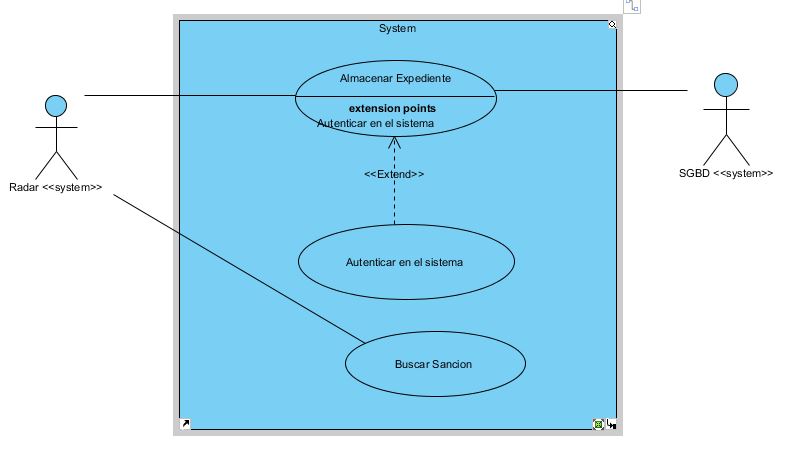 System
Almacenar Expediente
extension points
Autenticar en el sistema
<<Extend>>
Radar <<system>>
SGBD <<system>>
Autenticar en el sistema
Buscar Sancion